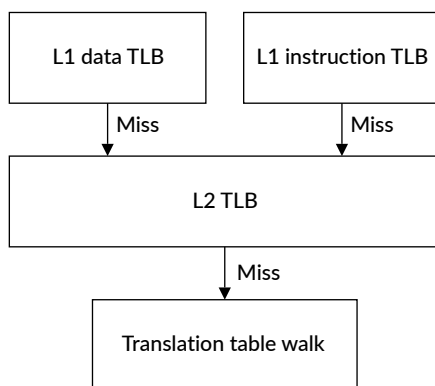 L1 data TLB
L1 instruction TLB
Miss
Miss
L2 TLB
Miss
Translation table walk